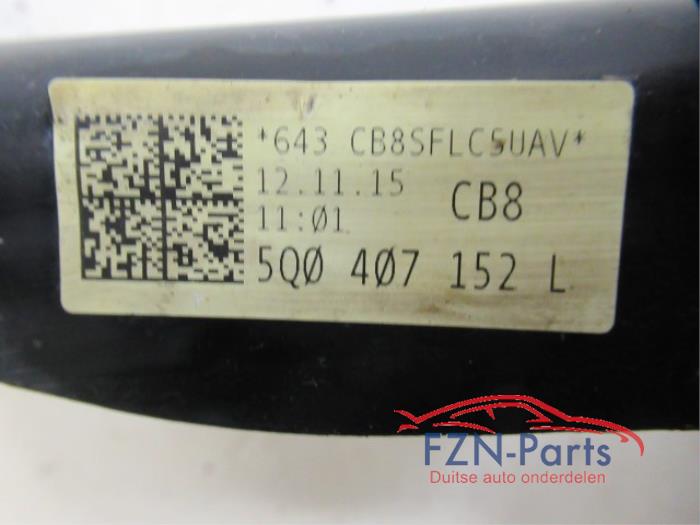 *643 CB8SFLC5UAV*
12.11.15
11:01
CB8
5Q0 407 152 L
FZN-Parts
Duitse auto onderdelen